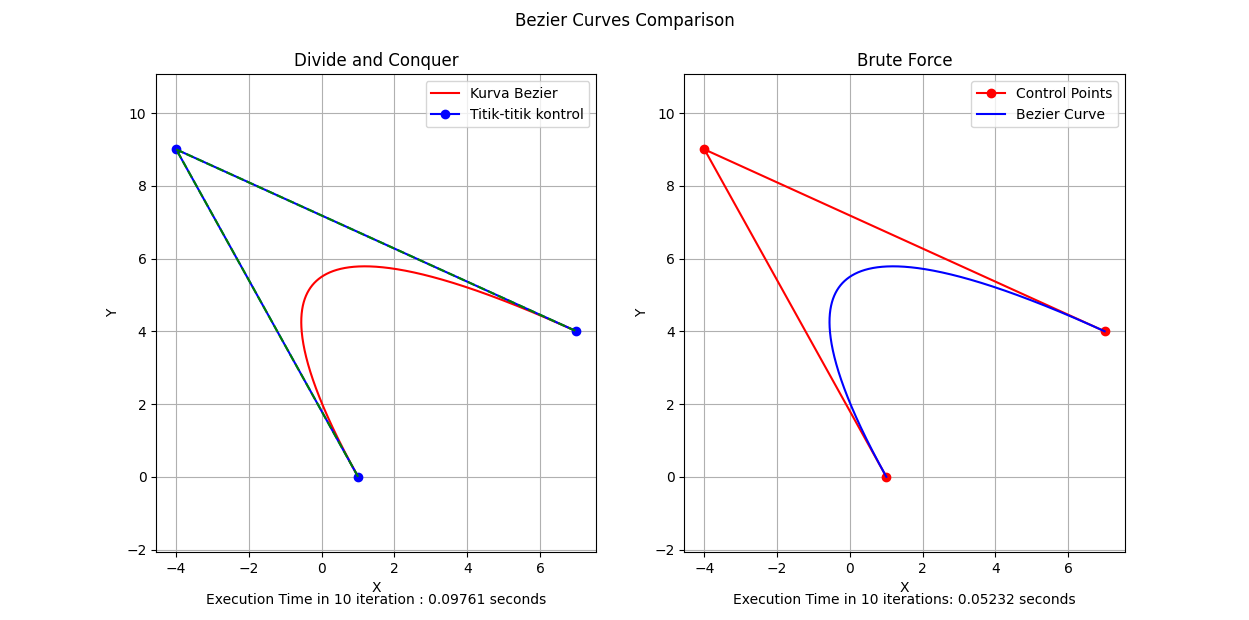 Bezier Curves Comparison
Divide and Conquer
Kurva Bezier
Titik-titik kontrol
10
8
6
4
2
0
−2
Y
−4
−2
0
2
4
6
X
Execution Time in 10 iteration : 0.09761 seconds
Brute Force
Control Points
Bezier Curve
10
8
6
4
2
0
−2
Y
−4
−2
0
2
4
6
X
Execution Time in 10 iterations: 0.05232 seconds